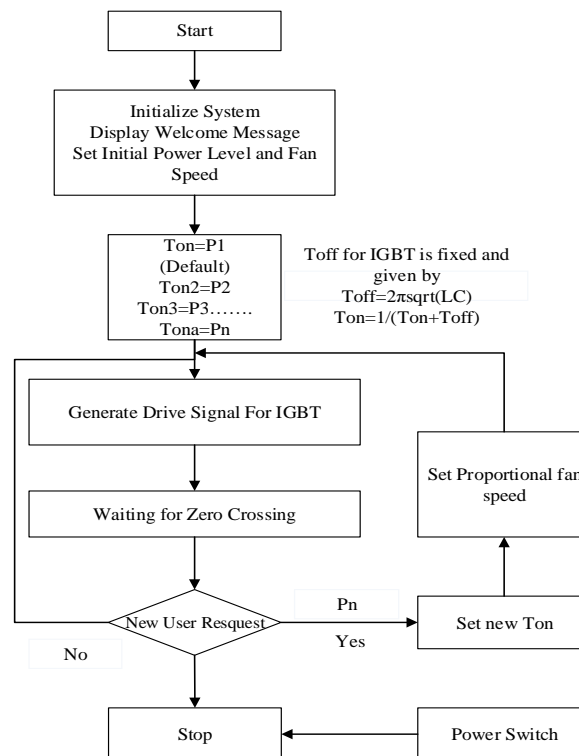 Start
Initialize System
Display Welcome Message
Set Initial Power Level and Fan
Speed
Ton=P1
(Default)
Ton2=P2
Ton3=P3…….
Tona=Pn
Toff for IGBT is fixed and
given by
Toff=2πsqrt(LC)
Ton=1/(Ton+Toff)
Generate Drive Signal For IGBT
Waiting for Zero Crossing
New User Resquest
No
Pn
Yes
Set new Ton
Set Proportional fan
speed
Stop
Power Switch